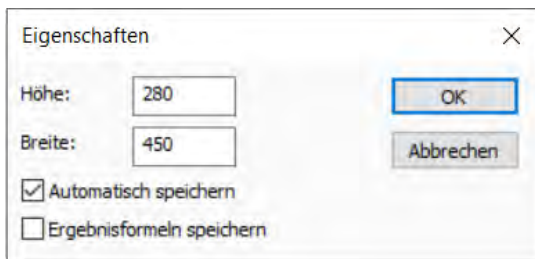 Eigenschaften
Höhe: 280
OK
Breite: 450
Abbrechen
Automatisch speichern
Ergebnisformeln speichern